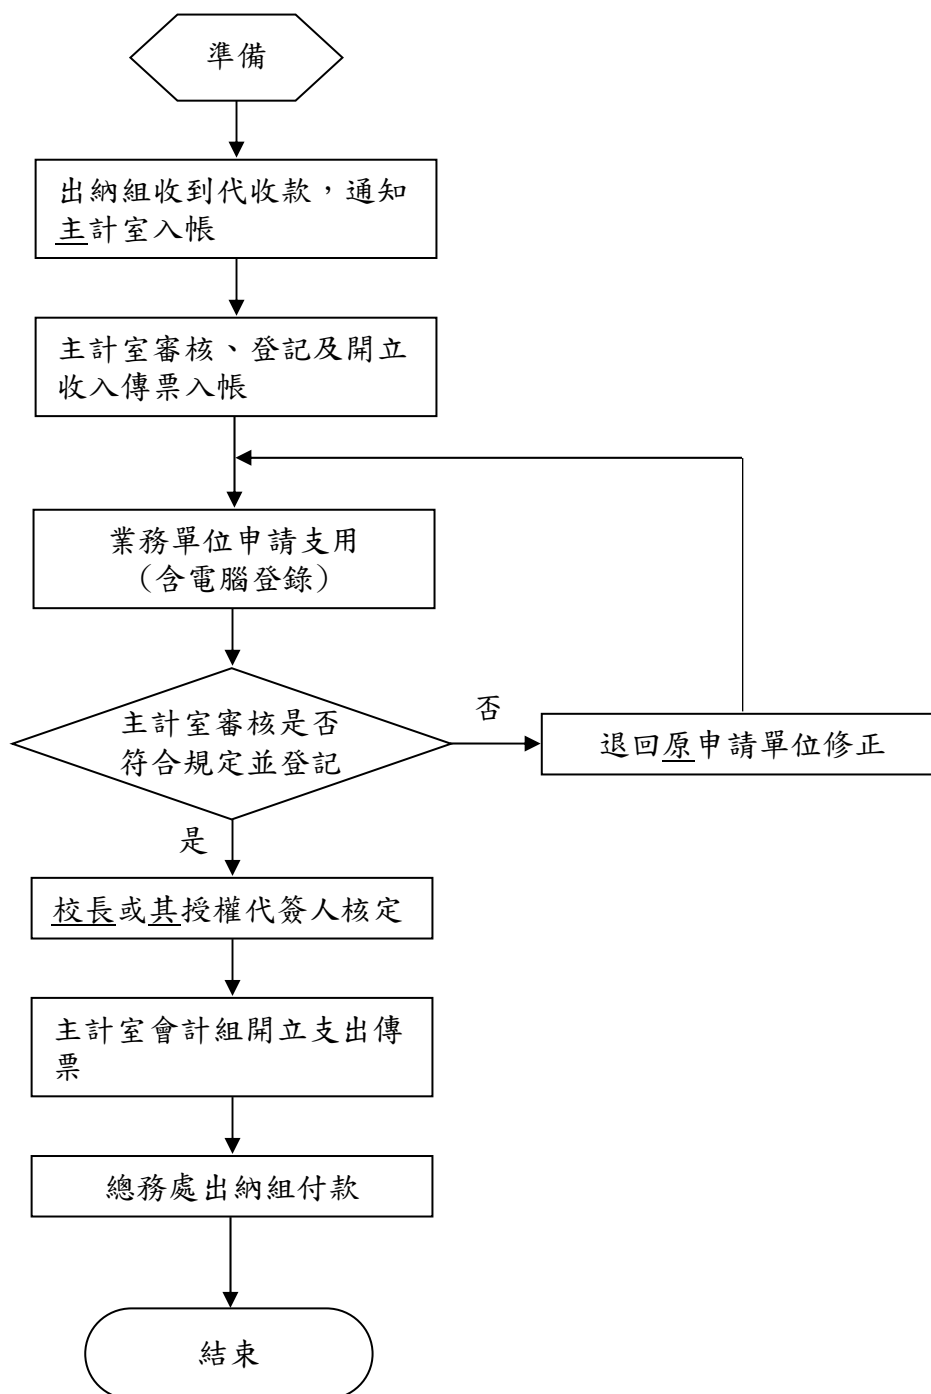 準備
出納組收到代收款，通知
主計室入帳
主計室審核、登記及開立
收入傳票入帳
業務單位申請支用
（含電腦登錄）
主計室審核是否
符合規定並登記
否
退回原申請單位修正
是
校長或其授權代簽人核定
主計室會計組開立支出傳
票
總務處出納組付款
結束